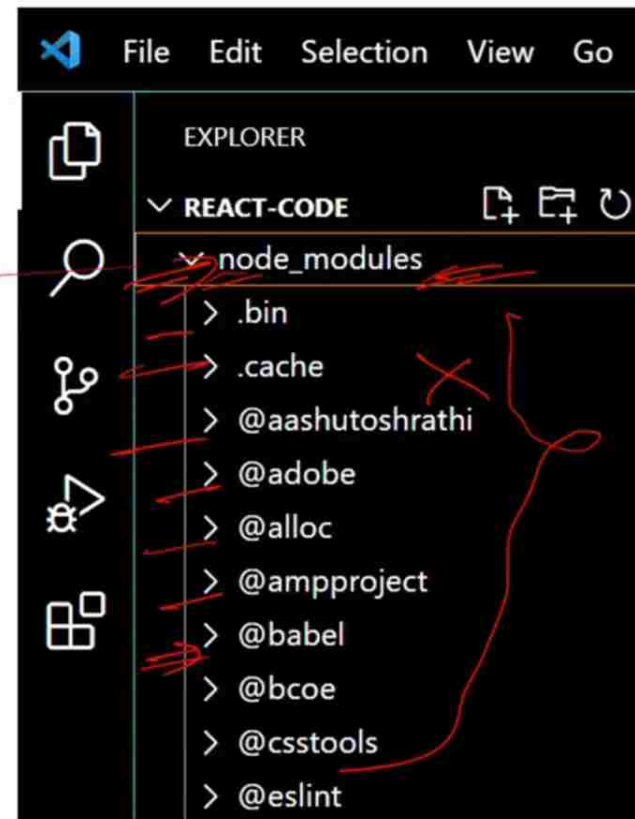 File Edit Selection View Go
EXPLORER
REACT-CODE
node_modules
.bin
.cache
@aashutoshrathi
@adobe
@alloc
@ampproject
@babel
@bcoe
@csstools
@eslint